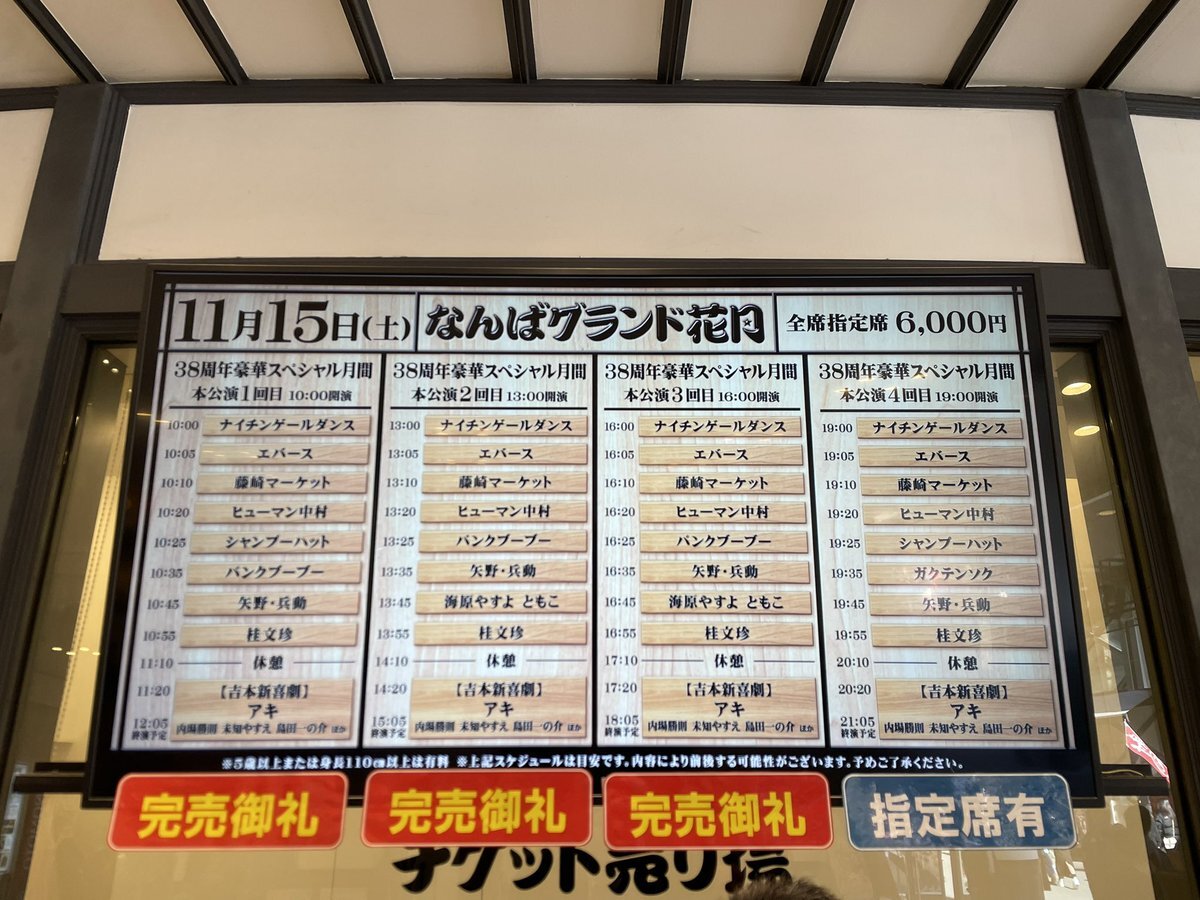 11月15日(土)
なんばグランド花月
全席指定席 6,000円
38周年豪華スペシャル月間
本公演1回目 10:00開演
10:00 ナイチンゲールダンス
10:05 エバース
10:10 藤崎マーケット
10:20 ヒューマン中村
10:25 シャンプーハット
10:35 バンクブーブー
10:45 矢野・兵動
10:55 桂文珍
11:10 休憩
11:20 【吉本新喜劇】
アキ
12:05 終演予定 内場勝則 未知やすえ 島田一の介 ほか
38周年豪華スペシャル月間
本公演2回目 13:00開演
13:00 ナイチンゲールダンス
13:05 エバース
13:10 藤崎マーケット
13:20 ヒューマン中村
13:25 バンクブーブー
13:35 矢野・兵動
13:45 海原やすよ ともこ
13:55 桂文珍
14:10 休憩
14:20 【吉本新喜劇】
アキ
15:05 終演予定 内場勝則 未知やすえ 島田一の介 ほか
38周年豪華スペシャル月間
本公演3回目 16:00開演
16:00 ナイチンゲールダンス
16:05 エバース
16:10 藤崎マーケット
16:20 ヒューマン中村
16:25 バンクブーブー
16:35 矢野・兵動
16:45 海原やすよ ともこ
16:55 桂文珍
17:10 休憩
17:20 【吉本新喜劇】
アキ
18:05 終演予定 内場勝則 未知やすえ 島田一の介 ほか
38周年豪華スペシャル月間
本公演4回目 19:00開演
19:00 ナイチンゲールダンス
19:05 エバース
19:10 藤崎マーケット
19:20 ヒューマン中村
19:25 シャンプーハット
19:35 ガクテンソク
19:45 矢野・兵動
19:55 桂文珍
20:10 休憩
20:20 【吉本新喜劇】
アキ
21:05 終演予定 内場勝則 未知やすえ 島田一の介 ほか
※5歳以上または身長110cm以上は有料 ※上記スケジュールは目安です。内容により前後する可能性がございます。予めご了承ください。
完売御礼
完売御礼
完売御礼
指定席有
チケット売り場